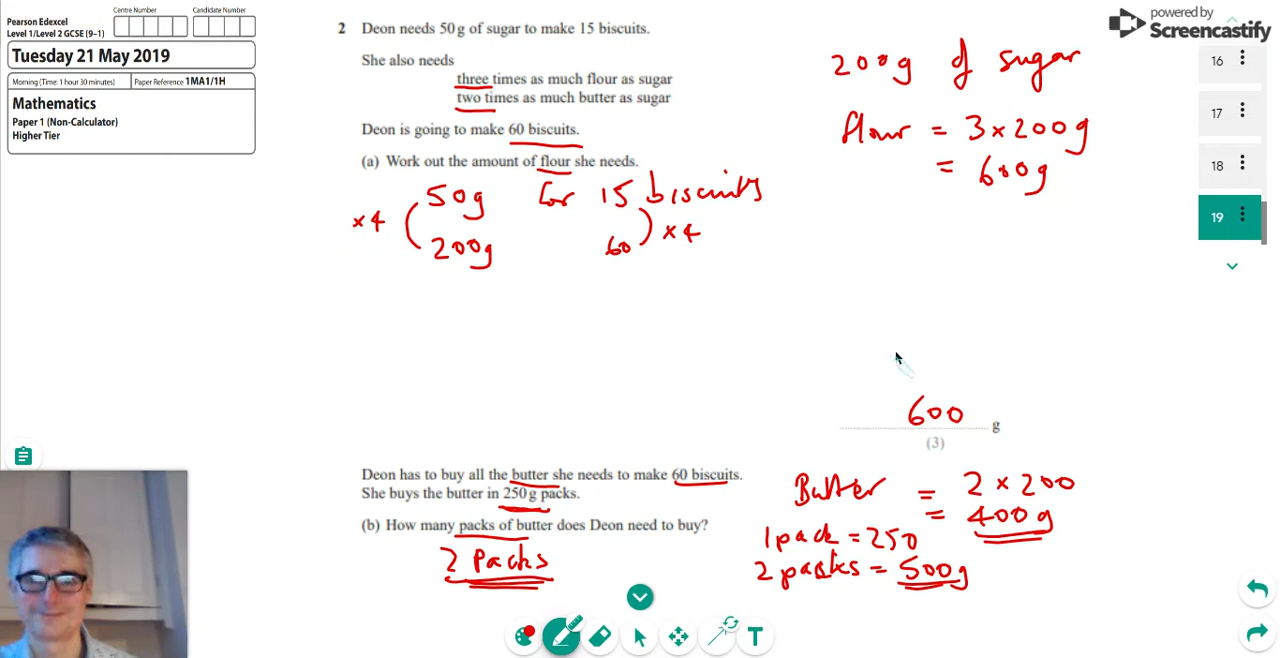 Pearson Edexcel
Level 1/Level 2 GCSE (9–1)
Centre Number
Candidate Number
Tuesday 21 May 2019
Morning (Time: 1 hour 30 minutes)
Paper Reference 1MA1/1H
Mathematics
Paper 1 (Non-Calculator)
Higher Tier
2 Deon needs 50 g of sugar to make 15 biscuits.
She also needs
three times as much flour as sugar
two times as much butter as sugar
Deon is going to make 60 biscuits.
(a) Work out the amount of flour she needs.
50g for 15 biscuits
×4
200g 60 ×4
200g of sugar
flour = 3×200g
= 600g
600 g
(3)
Deon has to buy all the butter she needs to make 60 biscuits.
She buys the butter in 250 g packs.
(b) How many packs of butter does Deon need to buy?
2 Packs
Butter = 2 × 200
= 400g
1 pack = 250
2 packs = 500g
powered by
Screencastify
16
17
18
19
T